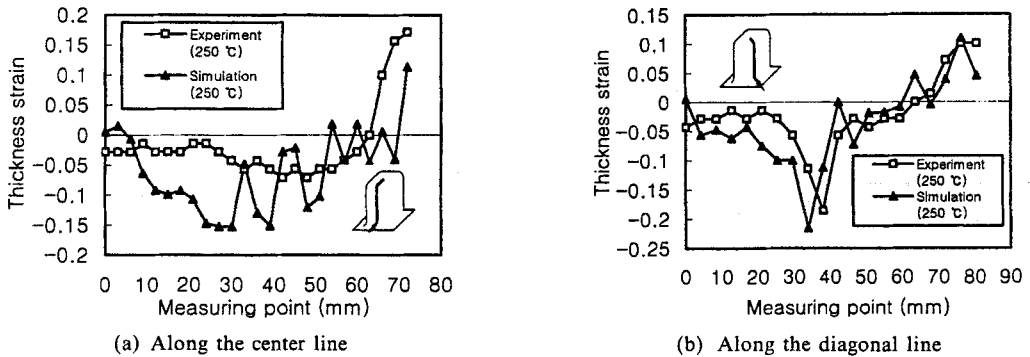 0.2
0.15
0.1
0.05
0
-0.05
-0.1
-0.15
-0.2
Thickness strain
Experiment
(250 ℃)
Simulation
(250 ℃)
0 10 20 30 40 50 60 70 80
Measuring point (mm)
(a) Along the center line
0.15
0.10
0.05
0
-0.05
-0.10
-0.15
-0.20
-0.25
Thickness strain
Experiment
(250 ℃)
Simulation
(250 ℃)
0 10 20 30 40 50 60 70 80 90
Measuring point (mm)
(b) Along the diagonal line